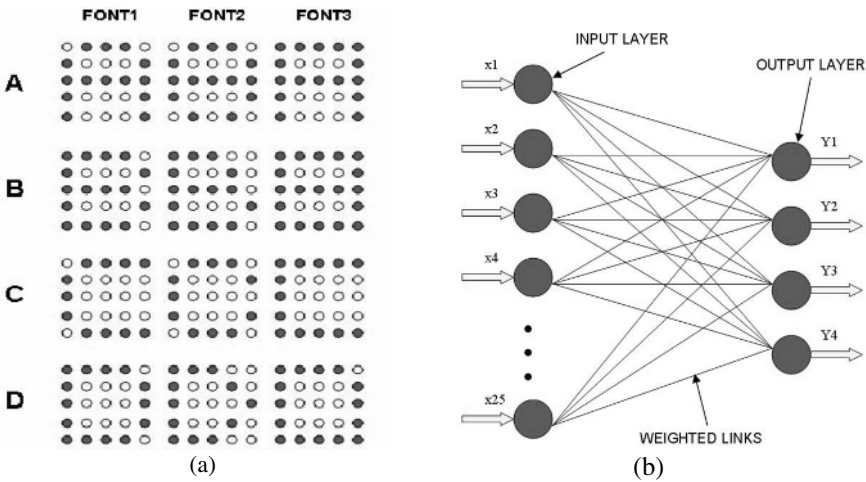 FONT1 FONT2 FONT3
A
B
C
D
(a)
INPUT LAYER
OUTPUT LAYER
x1
x2
x3
x4
x25
Y1
Y2
Y3
Y4
WEIGHTED LINKS
(b)